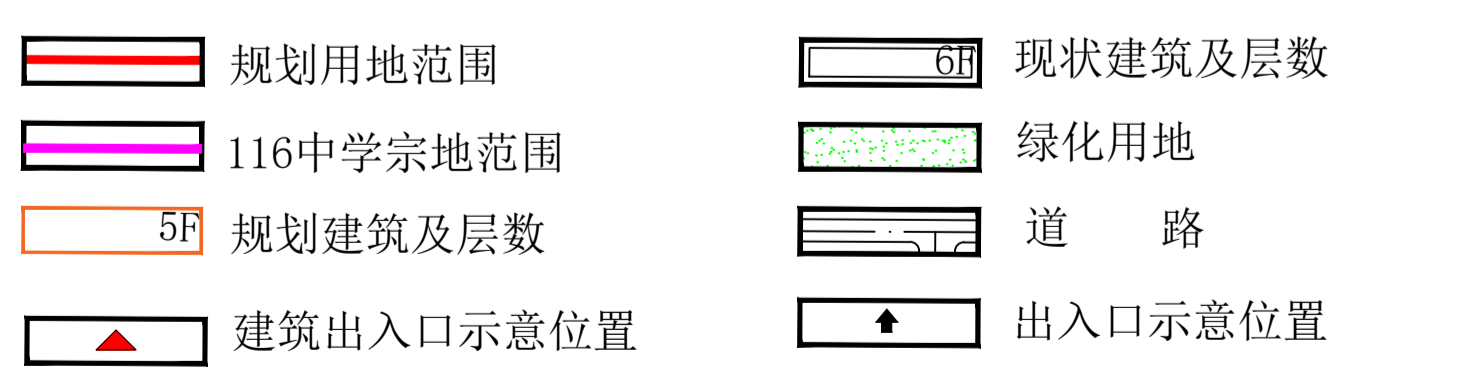 规划用地范围
116中学宗地范围
5F 规划建筑及层数
建筑出入口示意位置
6F 现状建筑及层数
绿化用地
道 路
出入口示意位置